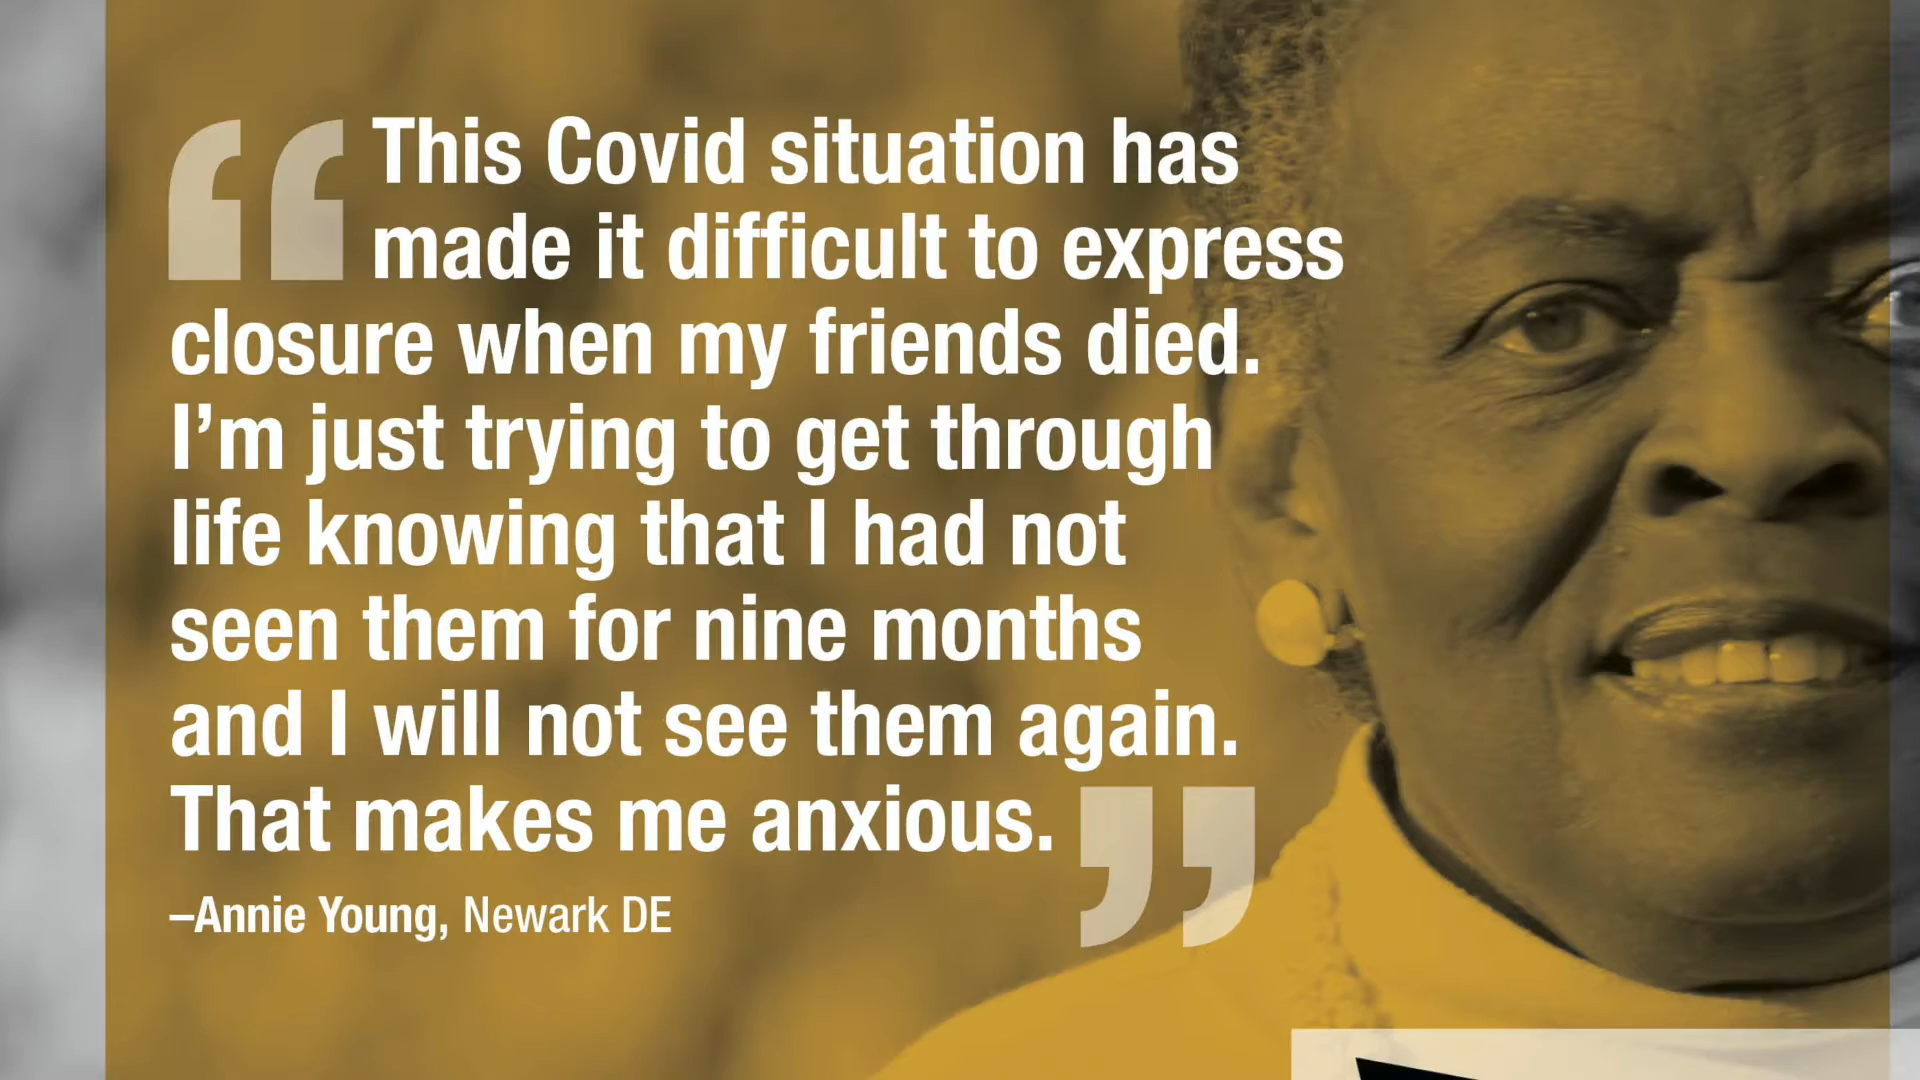 “This Covid situation has
made it difficult to express
closure when my friends died.
I’m just trying to get through
life knowing that I had not
seen them for nine months
and I will not see them again.
That makes me anxious.”
–Annie Young, Newark DE